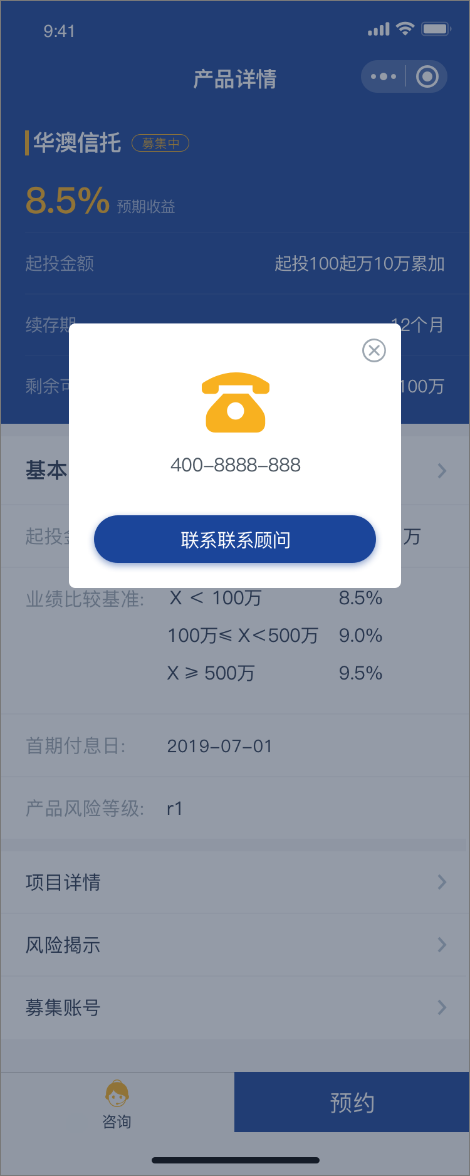 9:41
产品详情
华澳信托 募集中
8.5% 预期收益
起投金额 起投100起万10万累加
续存期 12个月
剩余可 100万
400-8888-888
联系联系顾问
基本
起投金 万
业绩比较基准: X < 100万 8.5%
100万≤ X<500万 9.0%
X ≥ 500万 9.5%
首期付息日: 2019-07-01
产品风险等级: r1
项目详情
风险揭示
募集账号
咨询
预约